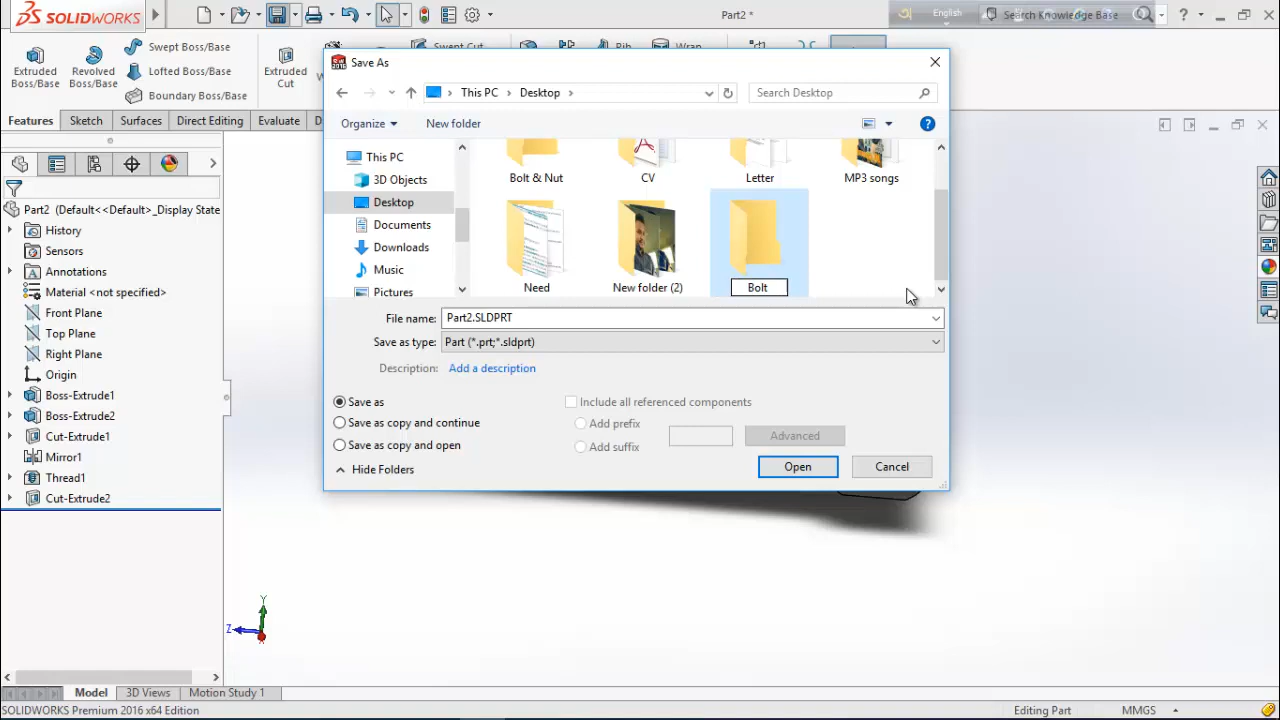 SOLIDWORKS
Part2 *
English
Search Knowledge Base
?
Extruded
Boss/Base
Revolved
Boss/Base
Swept Boss/Base
Lofted Boss/Base
Boundary Boss/Base
Extruded
Cut
Swept Cut
Rib
Wrap
Features
Sketch
Surfaces
Direct Editing
Evaluate
Part2 (Default<<Default>_Display State
History
Sensors
Annotations
Material <not specified>
Front Plane
Top Plane
Right Plane
Origin
Boss-Extrude1
Boss-Extrude2
Cut-Extrude1
Mirror1
Thread1
Cut-Extrude2
Save As
This PC > Desktop >
Search Desktop
Organize
New folder
?
This PC
3D Objects
Desktop
Documents
Downloads
Music
Pictures
Bolt & Nut
CV
Letter
MP3 songs
Need
New folder (2)
Bolt
File name: Part2.SLDPRT
Save as type: Part (*.prt;*.sldprt)
Description: Add a description
Save as
Save as copy and continue
Save as copy and open
Include all referenced components
Add prefix
Add suffix
Advanced
Hide Folders
Open
Cancel
Y
Z
Model
3D Views
Motion Study 1
SOLIDWORKS Premium 2016 x64 Edition
Editing Part
MMGS